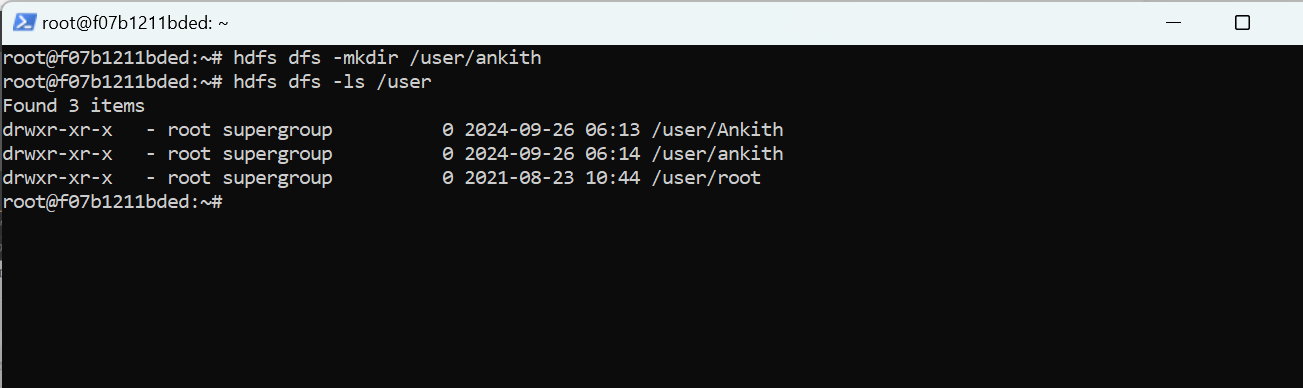 root@f07b1211bded: ~
root@f07b1211bded:~# hdfs dfs -mkdir /user/ankith
root@f07b1211bded:~# hdfs dfs -ls /user
Found 3 items
drwxr-xr-x   - root supergroup          0 2024-09-26 06:13 /user/Ankith
drwxr-xr-x   - root supergroup          0 2024-09-26 06:14 /user/ankith
drwxr-xr-x   - root supergroup          0 2021-08-23 10:44 /user/root
root@f07b1211bded:~#